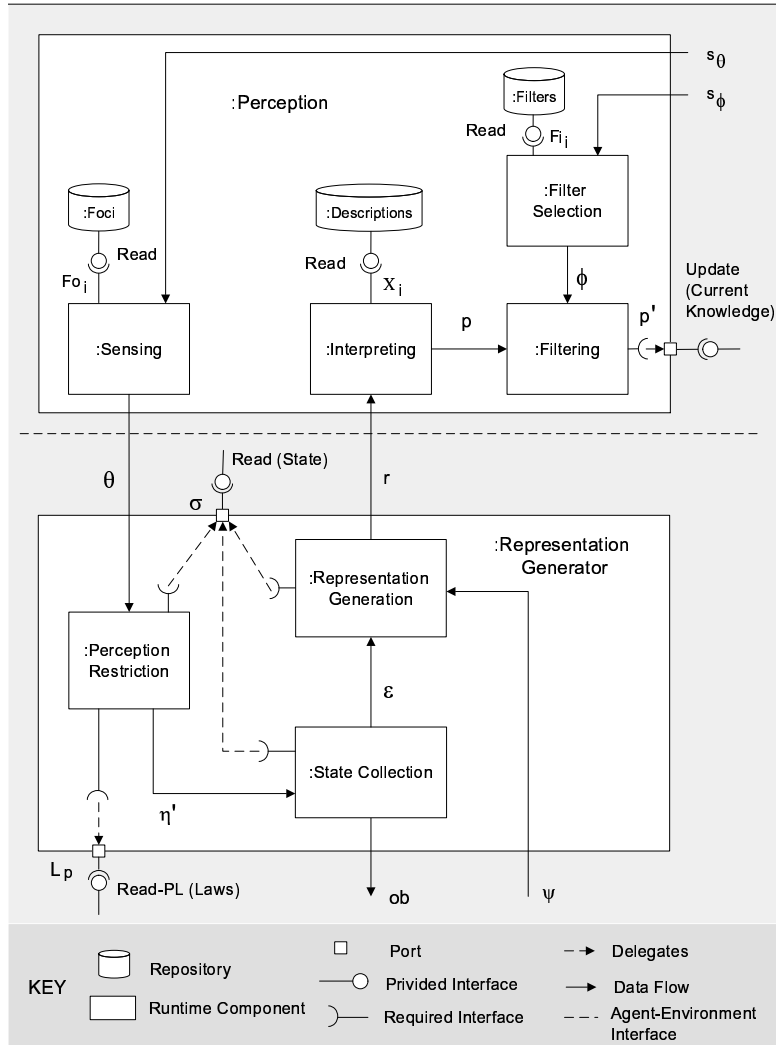 s θ
s ϕ
:Perception
:Filters
Read
Fi i
:Filter
Selection
:Foci
Read
Fo i
:Descriptions
Read
X i
ϕ
Update
(Current
Knowledge)
:Sensing
:Interpreting
p
:Filtering
p'
θ
Read (State)
σ
r
:Representation
Generator
:Representation
Generation
:Perception
Restriction
ε
:State Collection
η'
L p
Read-PL (Laws)
ob
ψ
KEY
Repository
Runtime Component
Port
Privided Interface
Required Interface
Delegates
Data Flow
Agent-Environment
Interface